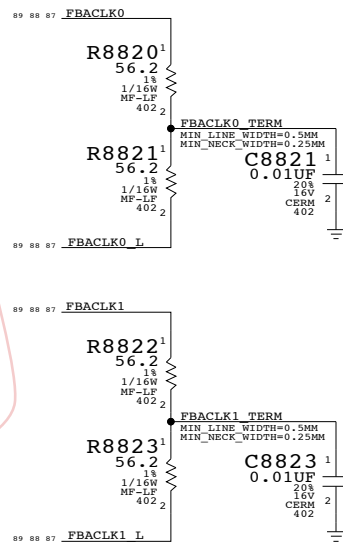 89 88 87 FBACLK0
R8820 1
56.2
1%
1/16W
MF-LF
402 2
FBACLK0_TERM
MIN_LINE_WIDTH=0.5MM
MIN_NECK_WIDTH=0.25MM
R8821 1
56.2
1%
1/16W
MF-LF
402 2
C8821 1
0.01UF
20%
16V
CERM
402
2
89 88 87 FBACLK0_L
89 88 87 FBACLK1
R8822 1
56.2
1%
1/16W
MF-LF
402 2
FBACLK1_TERM
MIN_LINE_WIDTH=0.5MM
MIN_NECK_WIDTH=0.25MM
R8823 1
56.2
1%
1/16W
MF-LF
402 2
C8823 1
0.01UF
20%
16V
CERM
402
2
89 88 87 FBACLK1_L